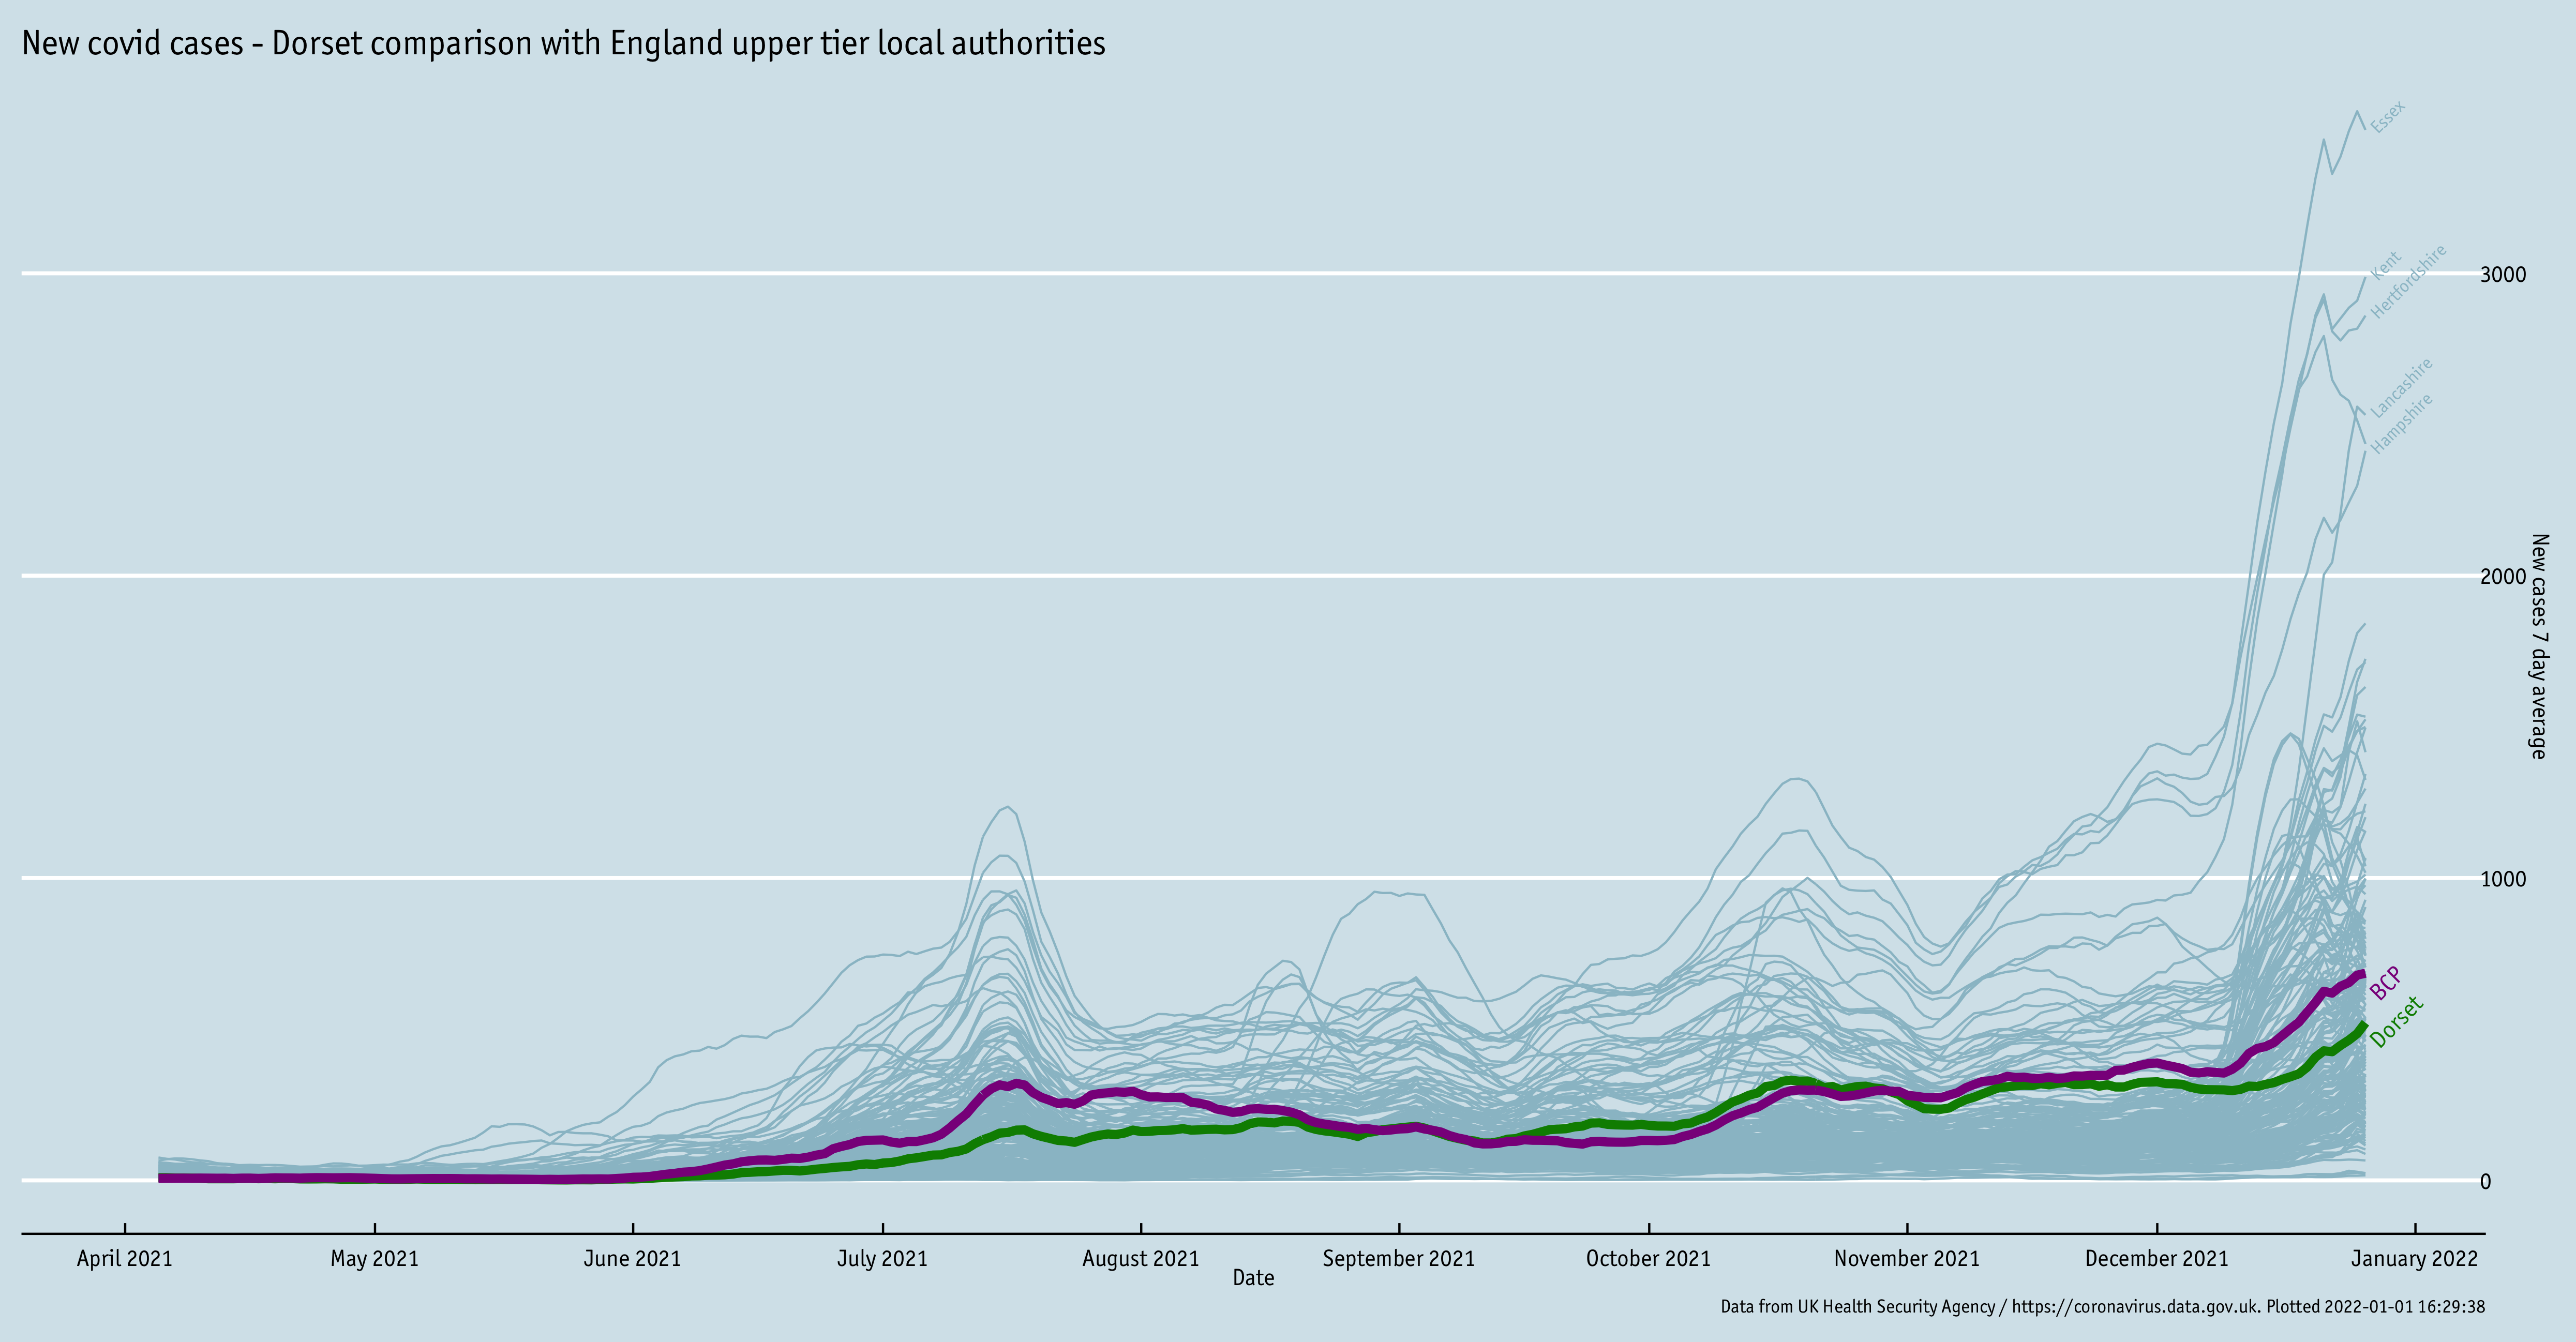 New covid cases - Dorset comparison with England upper tier local authorities
Essex
Kent
Hertfordshire
3000
Lancashire
Hampshire
2000
New cases 7 day average
1000
BCP
Dorset
0
April 2021 May 2021 June 2021 July 2021 August 2021 September 2021 October 2021 November 2021 December 2021 January 2022
Date
Data from UK Health Security Agency / https://coronavirus.data.gov.uk. Plotted 2022-01-01 16:29:38